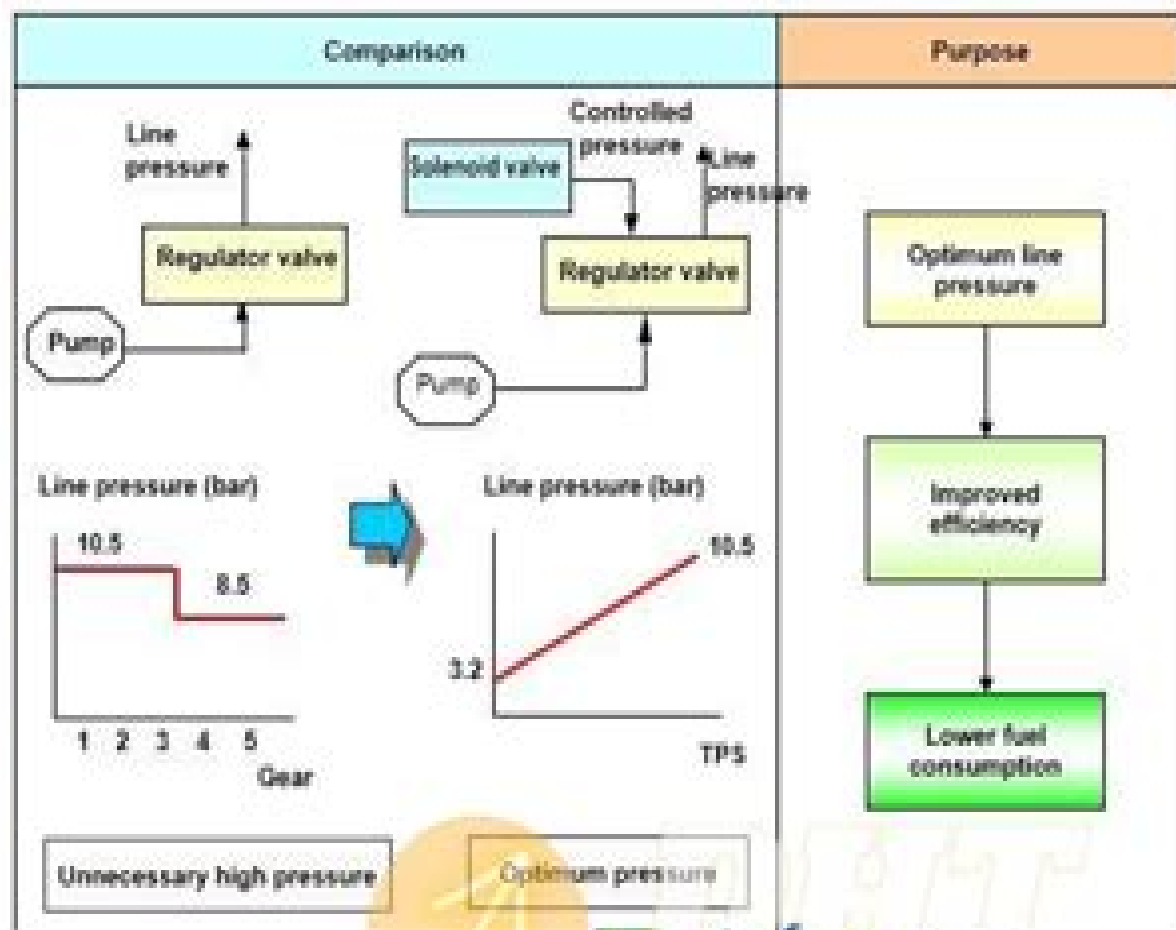 Comparison
Purpose
Line
pressure
Regulator valve
Pump
Controlled
pressure
Solenoid valve
Line
pressure
Regulator valve
Pump
Line pressure (bar)
10.5
8.5
1 2 3 4 5
Gear
Line pressure (bar)
10.5
3.2
TPS
Unnecessary high pressure
Optimum pressure
Optimum line
pressure
Improved
efficiency
Lower fuel
consumption